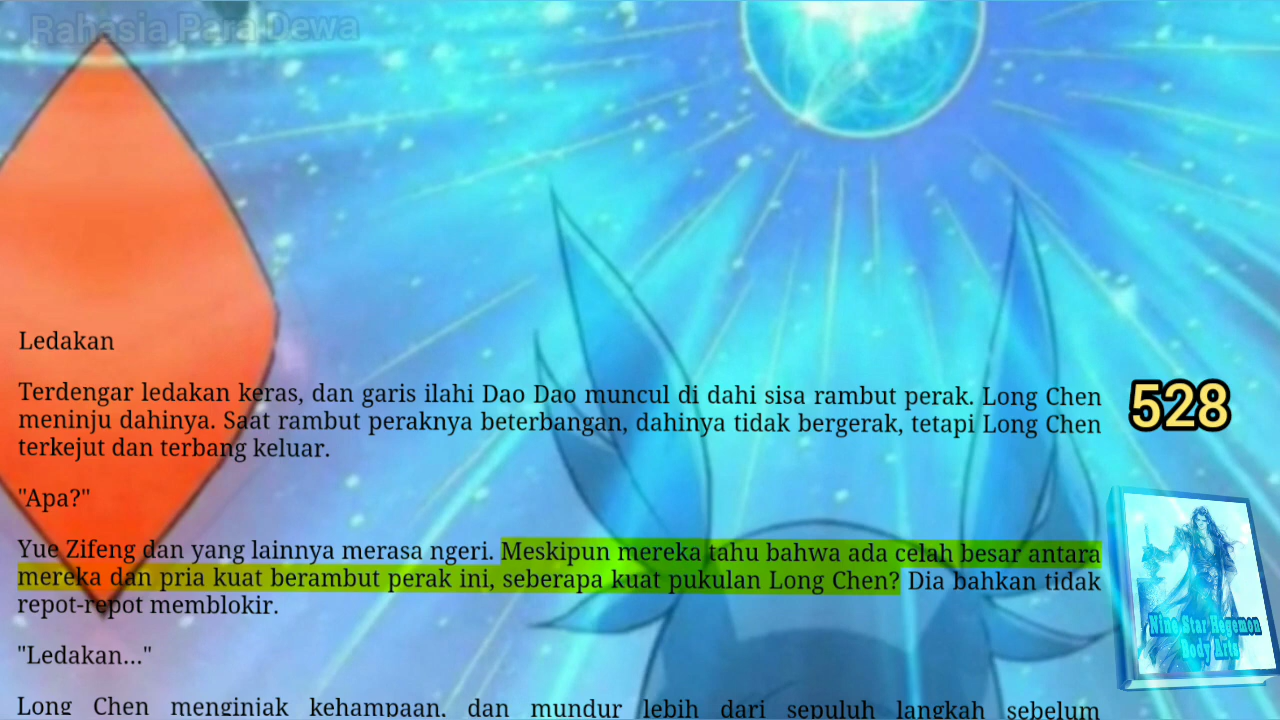 Rahasia Para Dewa
Ledakan
Terdengar ledakan keras, dan garis ilahi Dao Dao muncul di dahi sisa rambut perak. Long Chen
meninju dahinya. Saat rambut peraknya beterbangan, dahinya tidak bergerak, tetapi Long Chen
terkejut dan terbang keluar.
"Apa?"
Yue Zifeng dan yang lainnya merasa ngeri. Meskipun mereka tahu bahwa ada celah besar antara
mereka dan pria kuat berambut perak ini, seberapa kuat pukulan Long Chen? Dia bahkan tidak
repot-repot memblokir.
"Ledakan..."
Long Chen menginjak kehampaan, dan mundur lebih dari sepuluh langkah sebelum
528
Nine Star Hegemon
Body Arts